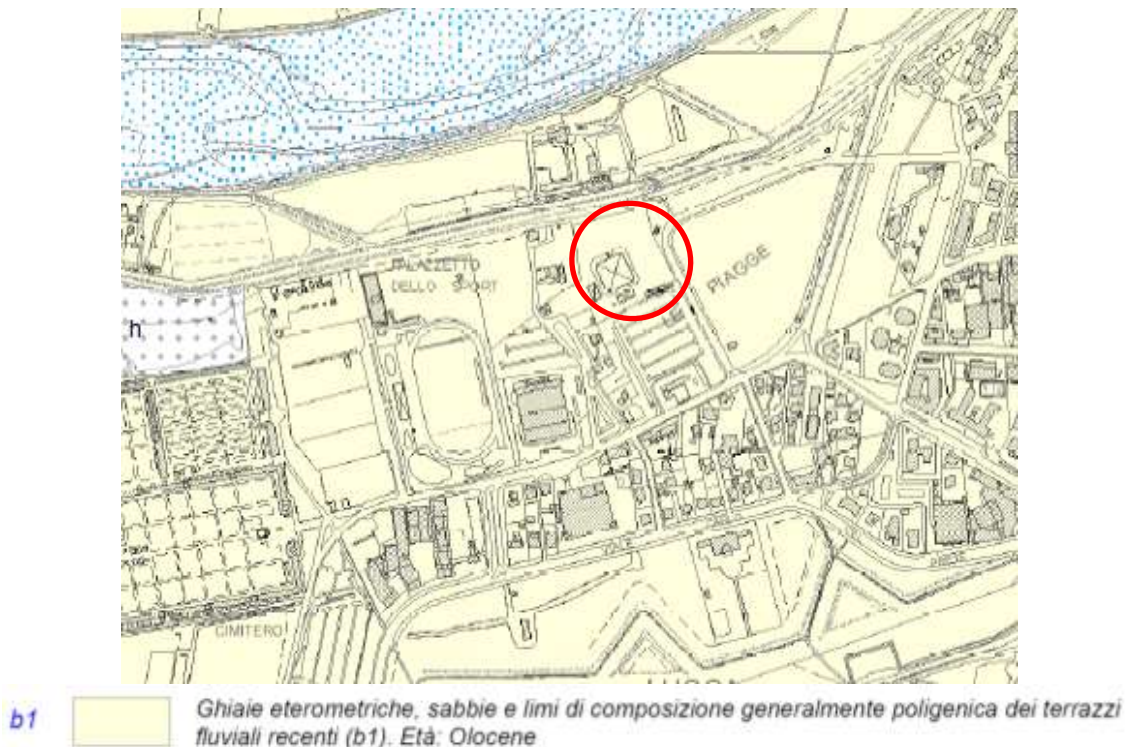 PALAZZETTO
DELLO SPORT
PIAGGE
h
CIMITERO
LUCCA
b1
Ghiaie eterometriche, sabbie e limi di composizione generalmente poligenica dei terrazzi
fluviali recenti (b1). Età: Olocene